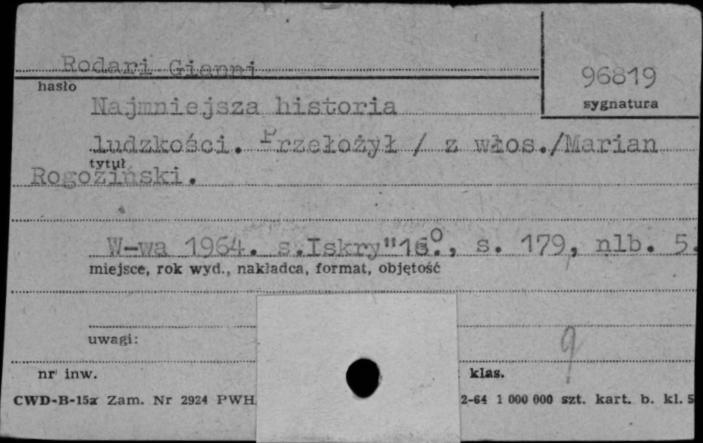 Rodari Gianni
hasło
96819
sygnatura
Najmniejsza historia
ludzkości. Przełożył / z włos./Marian
tytuł
Rogoziński.
W-wa 1964. s.Iskry"16°., s. 179, nlb. 5.
miejsce, rok wyd., nakładca, format, objętość
uwagi:
9
nr inw.
klas.
CWD-B-15a Zam. Nr 2924 PWH 2-64 1 000 000 szt. kart. b. kl. 5